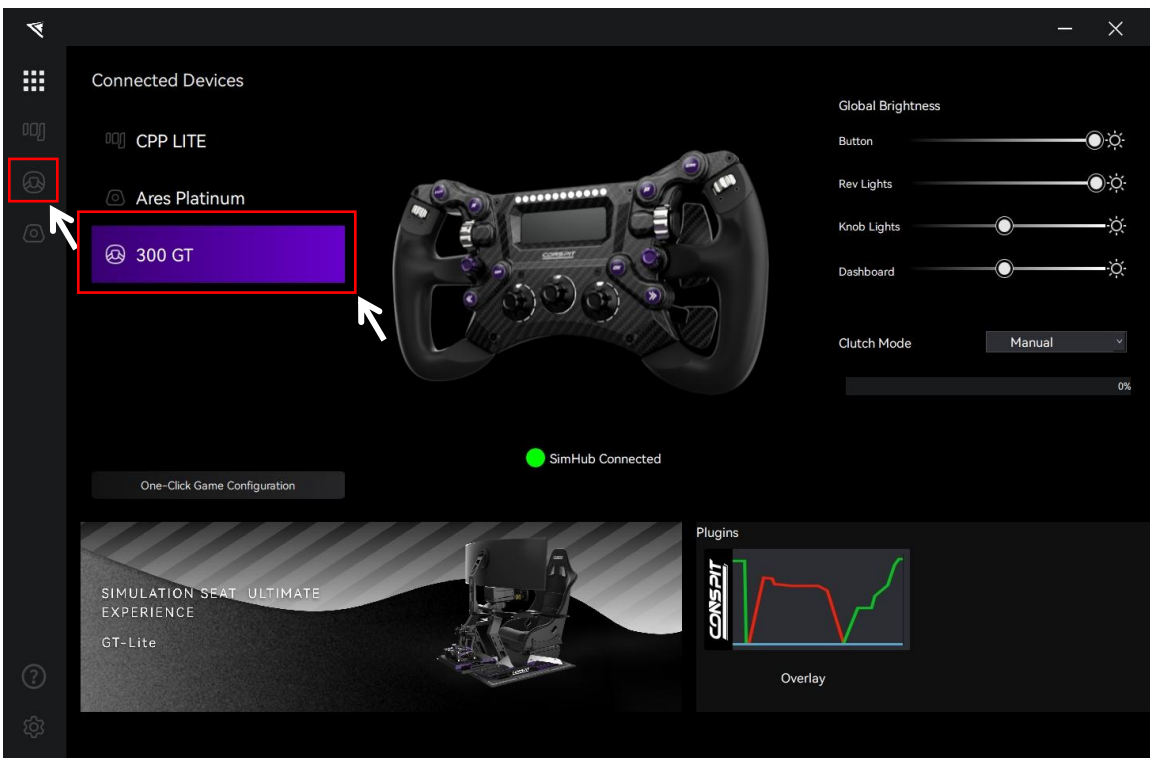 Connected Devices
CPP LITE
Ares Platinum
300 GT
CONSPIT
Global Brightness
Button
Rev Lights
Knob Lights
Dashboard
Clutch Mode
Manual
0%
SimHub Connected
One-Click Game Configuration
SIMULATION SEAT ULTIMATE
EXPERIENCE
GT-Lite
Plugins
CONSPIT
Overlay
?